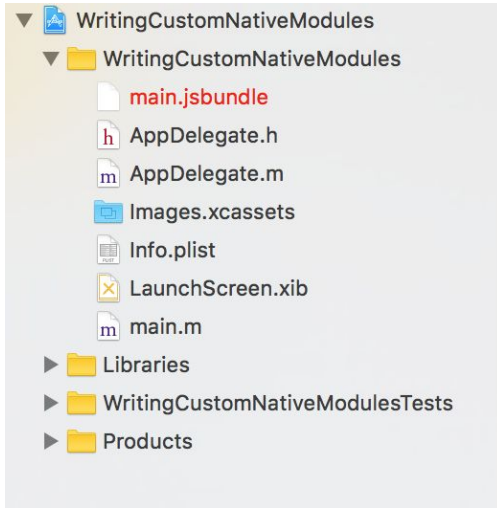 WritingCustomNativeModules
WritingCustomNativeModules
main.jsbundle
h AppDelegate.h
m AppDelegate.m
Images.xcassets
Info.plist
LaunchScreen.xib
m main.m
Libraries
WritingCustomNativeModulesTests
Products